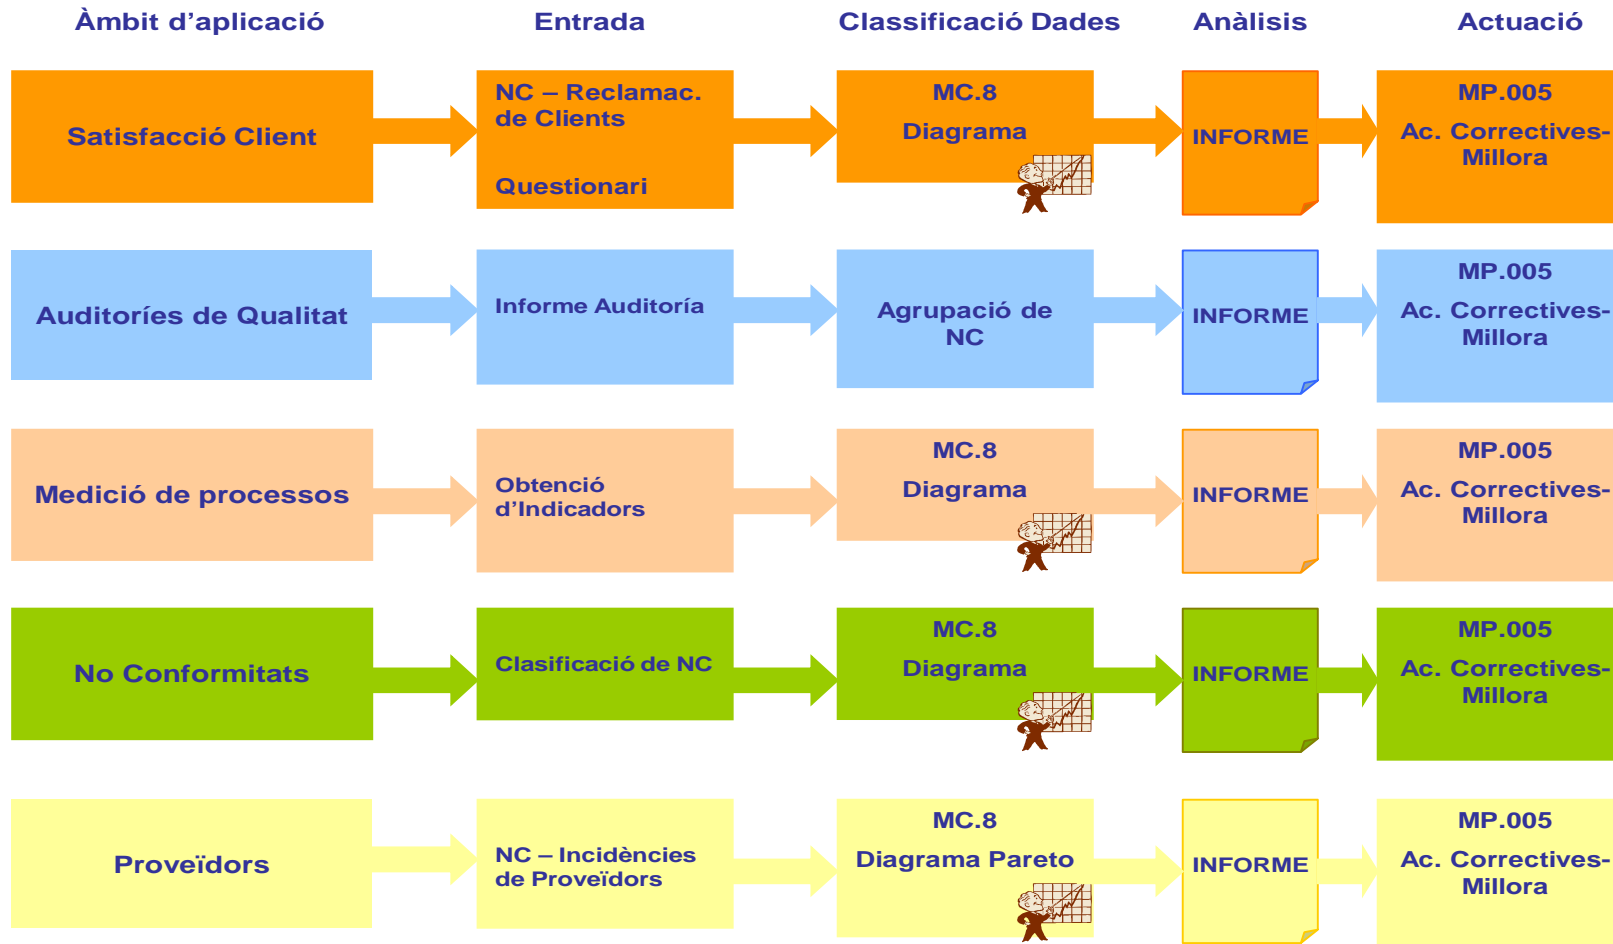 Àmbit d’aplicació
Entrada
Classificació Dades
Anàlisis
Actuació
Satisfacció Client
NC – Reclamac.
de Clients
Questionari
MC.8
Diagrama
INFORME
MP.005
Ac. Correctives-
Millora
Auditoríes de Qualitat
Informe Auditoría
Agrupació de
NC
INFORME
MP.005
Ac. Correctives-
Millora
Medició de processos
Obtenció
d’Indicadors
MC.8
Diagrama
INFORME
MP.005
Ac. Correctives-
Millora
No Conformitats
Clasificació de NC
MC.8
Diagrama
INFORME
MP.005
Ac. Correctives-
Millora
Proveïdors
NC – Incidències
de Proveïdors
MC.8
Diagrama Pareto
INFORME
MP.005
Ac. Correctives-
Millora